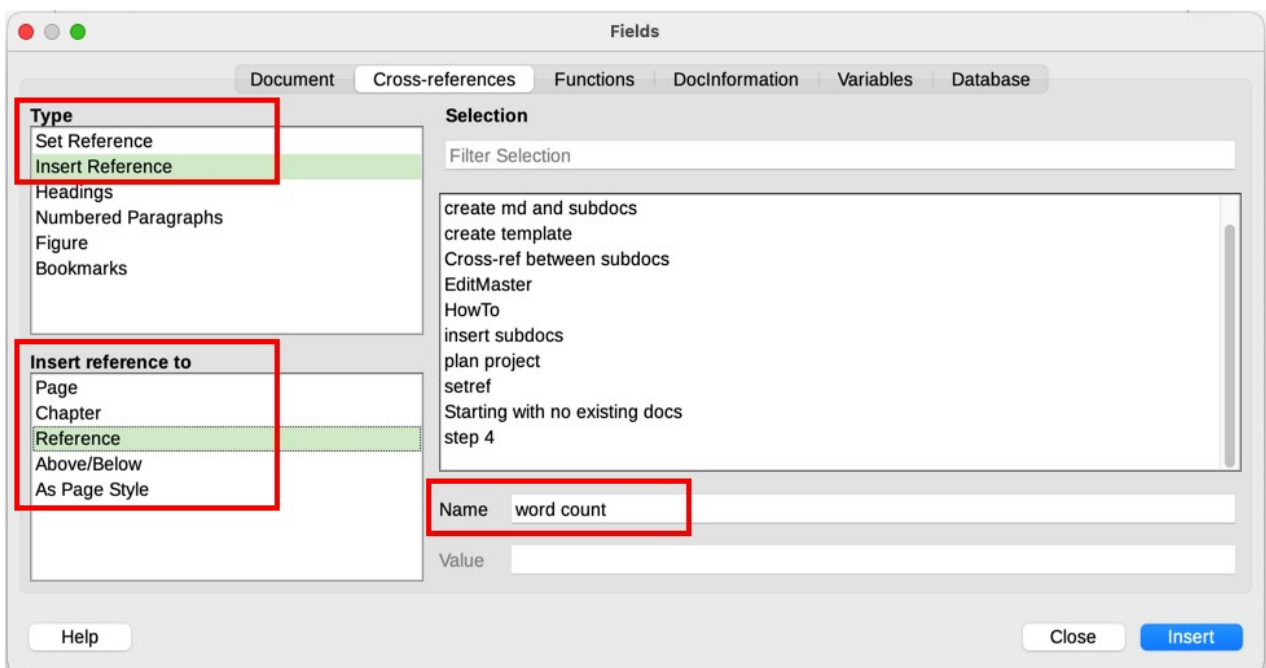 Fields
Document Cross-references Functions DocInformation Variables Database
Type
Set Reference
Insert Reference
Headings
Numbered Paragraphs
Figure
Bookmarks
Insert reference to
Page
Chapter
Reference
Above/Below
As Page Style
Selection
Filter Selection
create md and subdocs
create template
Cross-ref between subdocs
EditMaster
HowTo
insert subdocs
plan project
setref
Starting with no existing docs
step 4
Name word count
Value
Help Close Insert